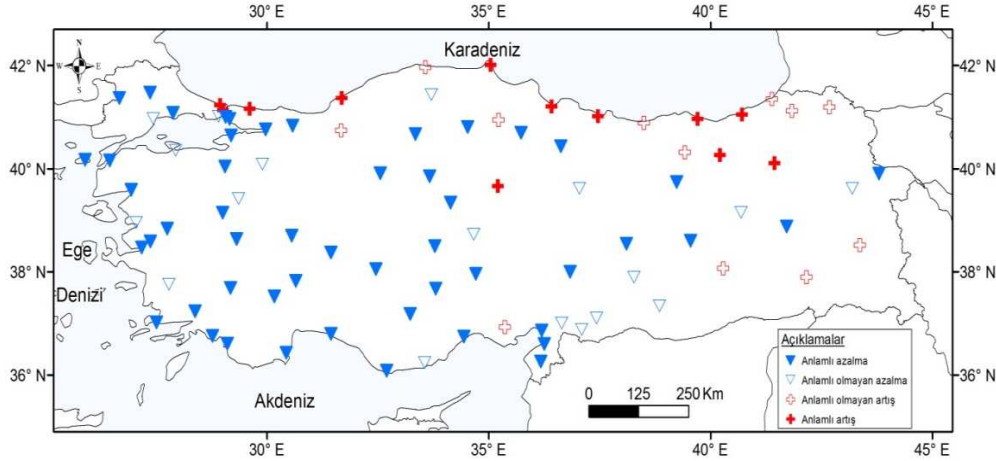 30° E 35° E 40° E 45° E
N
W E
S
Karadeniz
42° N 42° N
40° N 40° N
Ege
Denizi
38° N 38° N
Açıklamalar
Anlamlı azalma
Anlamlı olmayan azalma
Anlamlı olmayan artış
Anlamlı artış
36° N 36° N
0 125 250 Km
Akdeniz
30° E 35° E 40° E 45° E